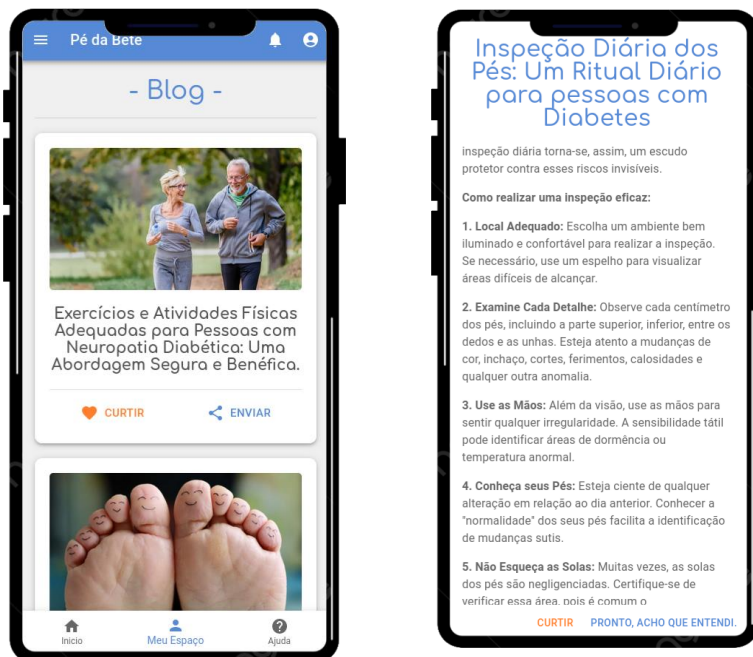 Pé da Bete
- Blog -
Exercícios e Atividades Físicas
Adequadas para Pessoas com
Neuropatia Diabética: Uma
Abordagem Segura e Benéfica.
CURTIR
ENVIAR
Inicio
Meu Espaço
Ajuda
Inspeção Diária dos
Pés: Um Ritual Diário
para pessoas com
Diabetes
inspeção diária torna-se, assim, um escudo
protetor contra esses riscos invisíveis.
Como realizar uma inspeção eficaz:
1. Local Adequado: Escolha um ambiente bem
iluminado e confortável para realizar a inspeção.
Se necessário, use um espelho para visualizar
áreas difíceis de alcançar.
2. Examine Cada Detalhe: Observe cada centímetro
dos pés, incluindo a parte superior, inferior, entre os
dedos e as unhas. Esteja atento a mudanças de
cor, inchaço, cortes, ferimentos, calosidades e
qualquer outra anomalia.
3. Use as Mãos: Além da visão, use as mãos para
sentir qualquer irregularidade. A sensibilidade tátil
pode identificar áreas de dormência ou
temperatura anormal.
4. Conheça seus Pés: Esteja ciente de qualquer
alteração em relação ao dia anterior. Conhecer a
"normalidade" dos seus pés facilita a identificação
de mudanças sutis.
5. Não Esqueça as Solas: Muitas vezes, as solas
dos pés são negligenciadas. Certifique-se de
verificar essa área, pois é comum o
CURTIR
PRONTO, ACHO QUE ENTENDI.